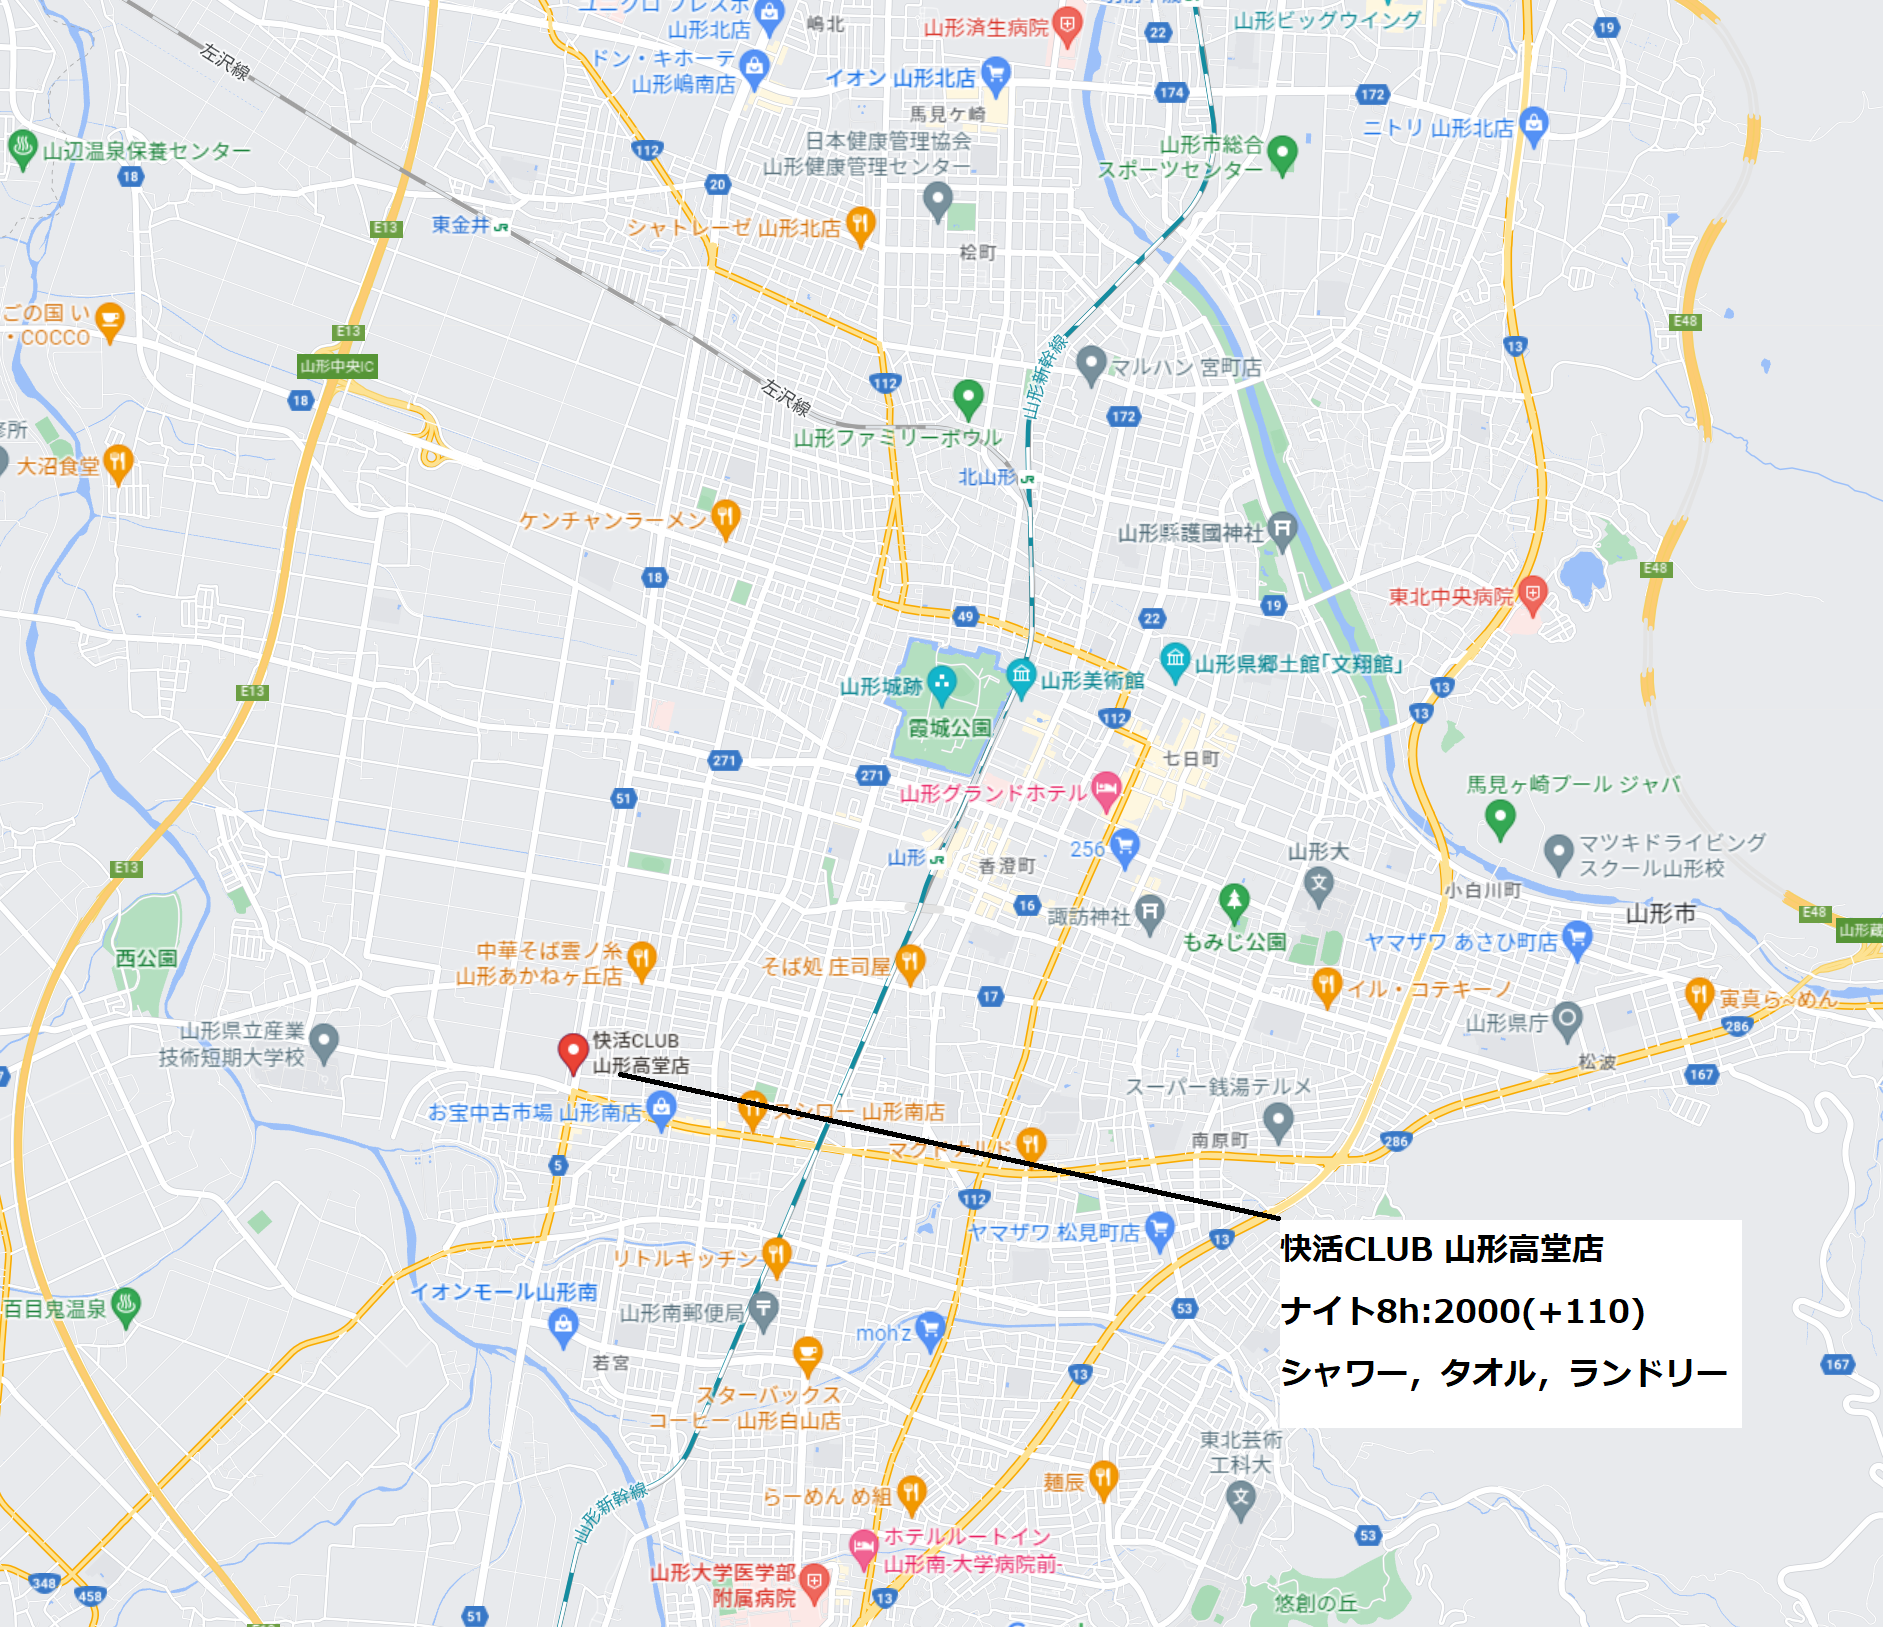 ユニクロ プレスポ
山形北店
嶋北
山形済生病院
22
山形ビッグウイング
19
左沢線
ドン・キホーテ
山形嶋南店
イオン 山形北店
174
172
馬見ケ崎
ニトリ 山形北店
日本健康管理協会
山形健康管理センター
山形市総合
スポーツセンター
山辺温泉保養センター
18
112
20
東金井
E13
シャトレーゼ 山形北店
桧町
ごの国 い
・COCCO
E13
山形中央IC
E48
13
山形新幹線
マルハン 宮町店
18
112
左沢線
172
山形ファミリーボウル
修所
大沼食堂
北山形
ケンチャンラーメン
山形縣護國神社
18
E48
東北中央病院
19
49
22
山形県郷土館「文翔館」
山形城跡
山形美術館
霞城公園
E13
13
13
112
271
七日町
271
51
山形グランドホテル
馬見ヶ崎プール ジャバ
256
山形大
マツキドライビング
スクール山形校
山形
香澄町
E13
小白川町
16
諏訪神社
山形市
E48
山形蔵
もみじ公園
ヤマザワ あさひ町店
西公園
中華そば雲ノ糸
山形あかねヶ丘店
そば処 庄司屋
17
イル・コテキーノ
寅真ら~めん
山形県庁
286
山形県立産業
技術短期大学校
快活CLUB
山形高堂店
松波
167
スーパー銭湯テルメ
お宝中古市場 山形南店
スシロー 山形南店
マクドナルド
南原町
286
5
112
ヤマザワ 松見町店
13
快活CLUB 山形高堂店
リトルキッチン
イオンモール山形南
百目鬼温泉
山形南郵便局
53
ナイト8h:2000(+110)
moh'z
若宮
13
167
シャワー，タオル，ランドリー
スターバックス
コーヒー 山形白山店
東北芸術
工科大
麺辰
らーめん め組
山形新幹線
53
ホテルルートイン
山形南-大学病院前-
山形大学医学部
附属病院
348
458
51
13
悠創の丘